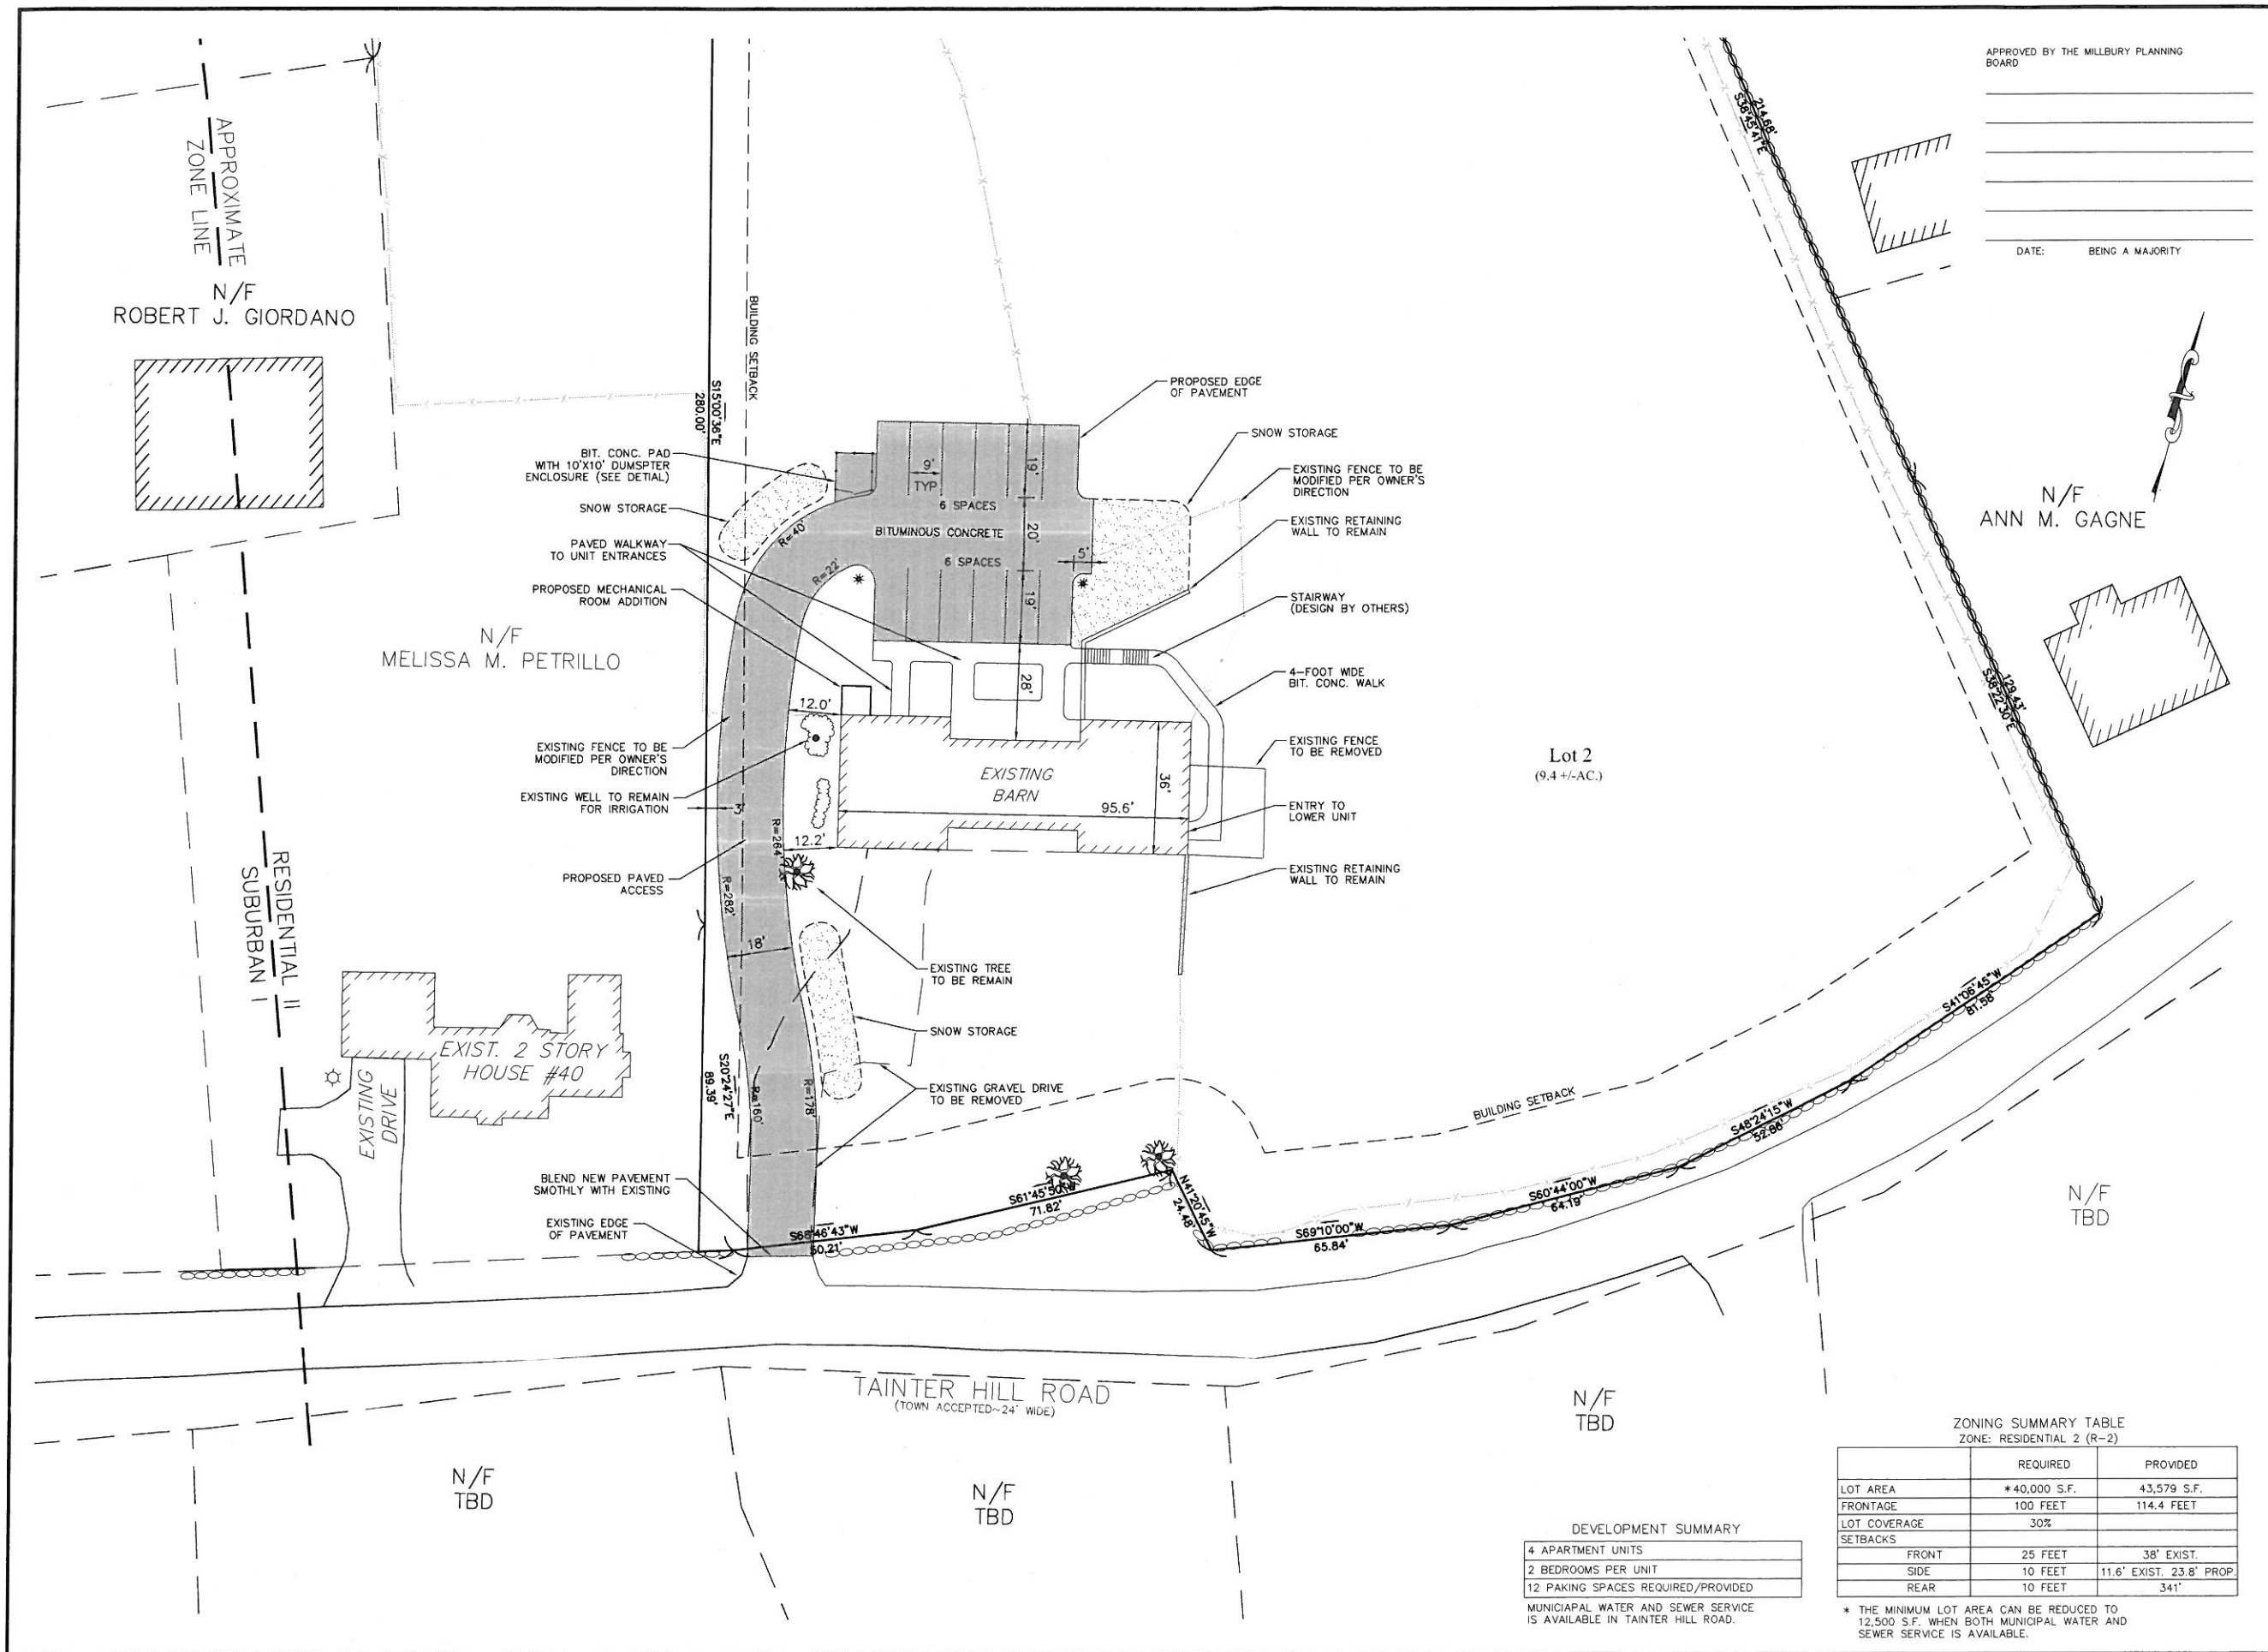 APPROVED BY THE MILLBURY PLANNING
BOARD
DATE: BEING A MAJORITY
APPROXIMATE
ZONE LINE
N/F
ROBERT J. GIORDANO
BUILDING SETBACK
S15°00'36"E
280.00'
214.68'
S38°45'41"E
N/F
ANN M. GAGNE
PROPOSED EDGE
OF PAVEMENT
SNOW STORAGE
EXISTING FENCE TO BE
MODIFIED PER OWNER'S
DIRECTION
EXISTING RETAINING
WALL TO REMAIN
STAIRWAY
(DESIGN BY OTHERS)
4-FOOT WIDE
BIT. CONC. WALK
EXISTING FENCE
TO BE REMOVED
ENTRY TO
LOWER UNIT
EXISTING RETAINING
WALL TO REMAIN
BIT. CONC. PAD
WITH 10'X10' DUMSPTER
ENCLOSURE (SEE DETIAL)
SNOW STORAGE
PAVED WALKWAY
TO UNIT ENTRANCES
PROPOSED MECHANICAL
ROOM ADDITION
EXISTING FENCE TO BE
MODIFIED PER OWNER'S
DIRECTION
EXISTING WELL TO REMAIN
FOR IRRIGATION
PROPOSED PAVED
ACCESS
9'
TYP
19'
6 SPACES
BITUMINOUS CONCRETE
20'
5'
6 SPACES
19'
R=40'
R=22'
28'
12.0'
EXISTING
BARN
36'
95.6'
3'
R=264'
12.2'
R=282'
18'
N/F
MELISSA M. PETRILLO
Lot 2
(9.4 +/-AC.)
129.43'
S38°22'30"E
RESIDENTIAL II
SUBURBAN I
EXIST. 2 STORY
HOUSE #40
EXISTING
DRIVE
EXISTING TREE
TO BE REMAIN
SNOW STORAGE
EXISTING GRAVEL DRIVE
TO BE REMOVED
S20°24'27"E
89.39'
R=160'
R=178'
BLEND NEW PAVEMENT
SMOTHLY WITH EXISTING
EXISTING EDGE
OF PAVEMENT
S68°46'43"W
50.21'
S61°45'50"W
71.82'
N41°20'45"W
24.48'
S69°10'00"W
65.84'
S60°44'00"W
64.19'
S48°24'15"W
52.86'
S41°06'45"W
81.58'
BUILDING SETBACK
TAINTER HILL ROAD
(TOWN ACCEPTED~24' WIDE)
N/F
TBD
N/F
TBD
N/F
TBD
N/F
TBD
DEVELOPMENT SUMMARY
4 APARTMENT UNITS
2 BEDROOMS PER UNIT
12 PAKING SPACES REQUIRED/PROVIDED
MUNICIAPAL WATER AND SEWER SERVICE
IS AVAILABLE IN TAINTER HILL ROAD.
ZONING SUMMARY TABLE
ZONE: RESIDENTIAL 2 (R-2)
REQUIRED PROVIDED
LOT AREA *40,000 S.F. 43,579 S.F.
FRONTAGE 100 FEET 114.4 FEET
LOT COVERAGE 30%
SETBACKS
FRONT 25 FEET 38' EXIST.
SIDE 10 FEET 11.6' EXIST. 23.8' PROP.
REAR 10 FEET 341'
* THE MINIMUM LOT AREA CAN BE REDUCED TO
12,500 S.F. WHEN BOTH MUNICIPAL WATER AND
SEWER SERVICE IS AVAILABLE.